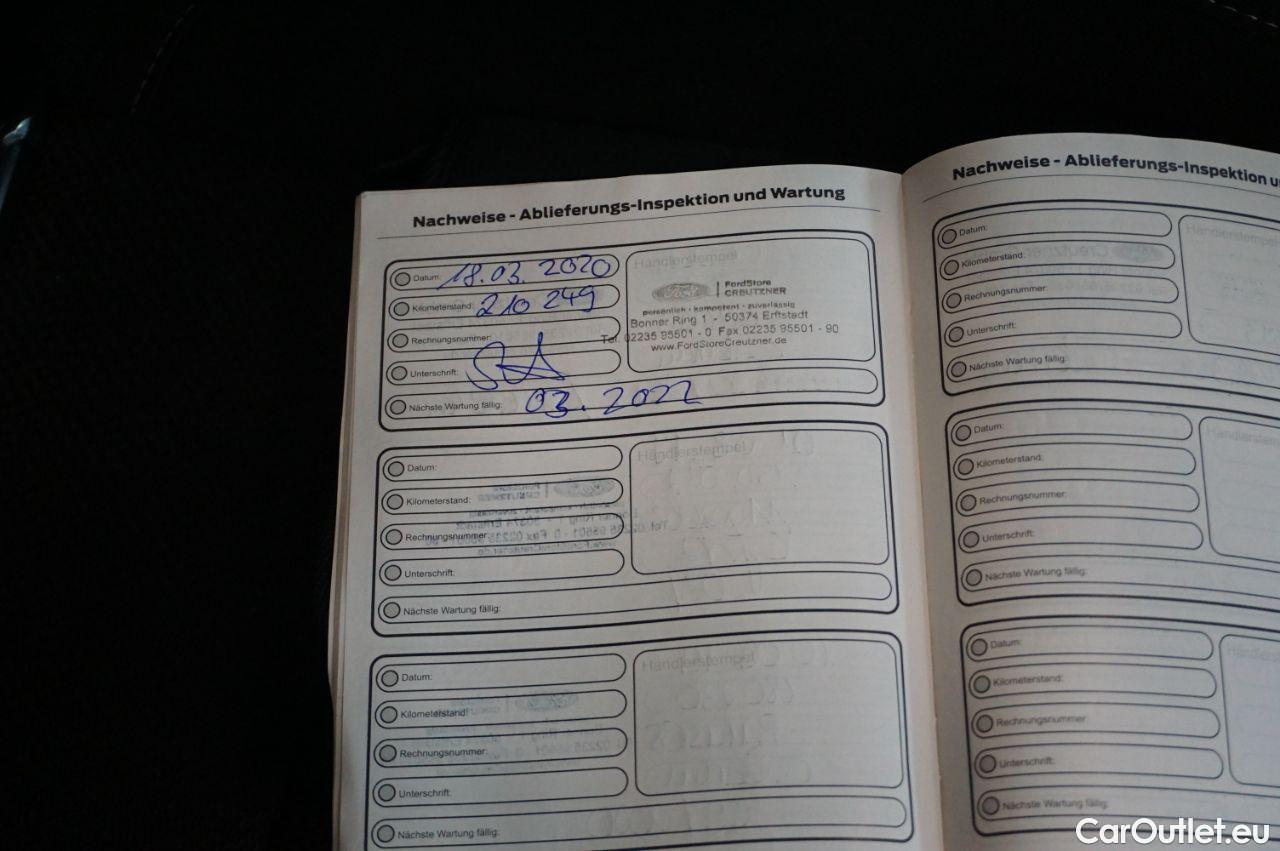 Nachweise - Ablieferungs-Inspektion und Wartung
Datum: 18.03.2020
Kilometerstand: 210 249
Rechnungsnummer:
Unterschrift:
Nächste Wartung fällig: 03.2022
Händlerstempel
Ford
FordStore
CREUTZNER
persönlich · kompetent · zuverlässig
Bonner Ring 1 - 50374 Erftstadt
Tel. 02235 95501 - 0 Fax 02235 95501 - 90
www.FordStoreCreutzner.de
Datum:
Kilometerstand:
Rechnungsnummer:
Unterschrift:
Nächste Wartung fällig:
Händlerstempel
Datum:
Kilometerstand:
Rechnungsnummer:
Unterschrift:
Nächste Wartung fällig:
Händlerstempel
Nachweise - Ablieferungs-Inspektion
Datum:
Kilometerstand:
Rechnungsnummer:
Unterschrift:
Nächste Wartung fällig:
Händlerstempel
Datum:
Kilometerstand:
Rechnungsnummer:
Unterschrift:
Nächste Wartung fällig:
Datum:
Kilometerstand:
Rechnungsnummer:
Unterschrift:
Nächste Wartung fällig:
CarOutlet.eu